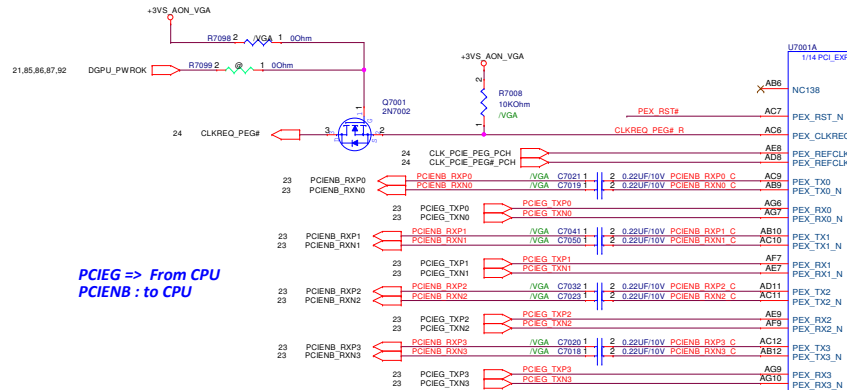 +3VS_AON_VGA
R7098 2 /VGA 1 0Ohm
+3VS_AON_VGA
U7001A
1/14 PCI_EXP
21,85,86,87,92 DGPU_PWROK R7099 2 @ 1 0Ohm
AB6 NC138
R7008
10KOhm
/VGA
Q7001
2N7002
PEX_RST# AC7 PEX_RST_N
24 CLKREQ_PEG# 3 2 1 CLKREQ_PEG#_R AC6 PEX_CLKREQ
24 CLK_PCIE_PEG_PCH AE8 PEX_REFCLK
24 CLK_PCIE_PEG#_PCH AD8 PEX_REFCLK
23 PCIENB_RXP0 PCIENB_RXP0 /VGA C7021 1 2 0.22UF/10V PCIENB_RXP0_C AC9 PEX_TX0
23 PCIENB_RXN0 PCIENB_RXN0 /VGA C7019 1 2 0.22UF/10V PCIENB_RXN0_C AB9 PEX_TX0_N
23 PCIEG_TXP0 PCIEG_TXP0 AG6 PEX_RX0
23 PCIEG_TXN0 PCIEG_TXN0 AG7 PEX_RX0_N
23 PCIENB_RXP1 PCIENB_RXP1 /VGA C7041 1 2 0.22UF/10V PCIENB_RXP1_C AB10 PEX_TX1
23 PCIENB_RXN1 PCIENB_RXN1 /VGA C7050 1 2 0.22UF/10V PCIENB_RXN1_C AC10 PEX_TX1_N
23 PCIEG_TXP1 PCIEG_TXP1 AF7 PEX_RX1
23 PCIEG_TXN1 PCIEG_TXN1 AE7 PEX_RX1_N
PCIEG => From CPU
PCIENB : to CPU
23 PCIENB_RXP2 PCIENB_RXP2 /VGA C7032 1 2 0.22UF/10V PCIENB_RXP2_C AD11 PEX_TX2
23 PCIENB_RXN2 PCIENB_RXN2 /VGA C7023 1 2 0.22UF/10V PCIENB_RXN2_C AC11 PEX_TX2_N
23 PCIEG_TXP2 PCIEG_TXP2 AE9 PEX_RX2
23 PCIEG_TXN2 PCIEG_TXN2 AF9 PEX_RX2_N
23 PCIENB_RXP3 PCIENB_RXP3 /VGA C7020 1 2 0.22UF/10V PCIENB_RXP3_C AC12 PEX_TX3
23 PCIENB_RXN3 PCIENB_RXN3 /VGA C7018 1 2 0.22UF/10V PCIENB_RXN3_C AB12 PEX_TX3_N
23 PCIEG_TXP3 PCIEG_TXP3 AG9 PEX_RX3
23 PCIEG_TXN3 PCIEG_TXN3 AG10 PEX_RX3_N